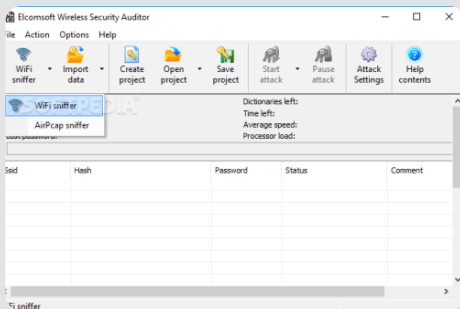 Elcomsoft Wireless Security Auditor
File Action Options Help
WiFi sniffer
Import data
Create project
Open project
Save project
Start attack
Pause attack
Attack Settings
Help contents
WiFi sniffer
AirPcap sniffer
SOFTPEDIA
Dictionaries left:
Time left:
Average speed:
Last password:
Processor load:
Ssid Hash Password Status Comment
Fi sniffer